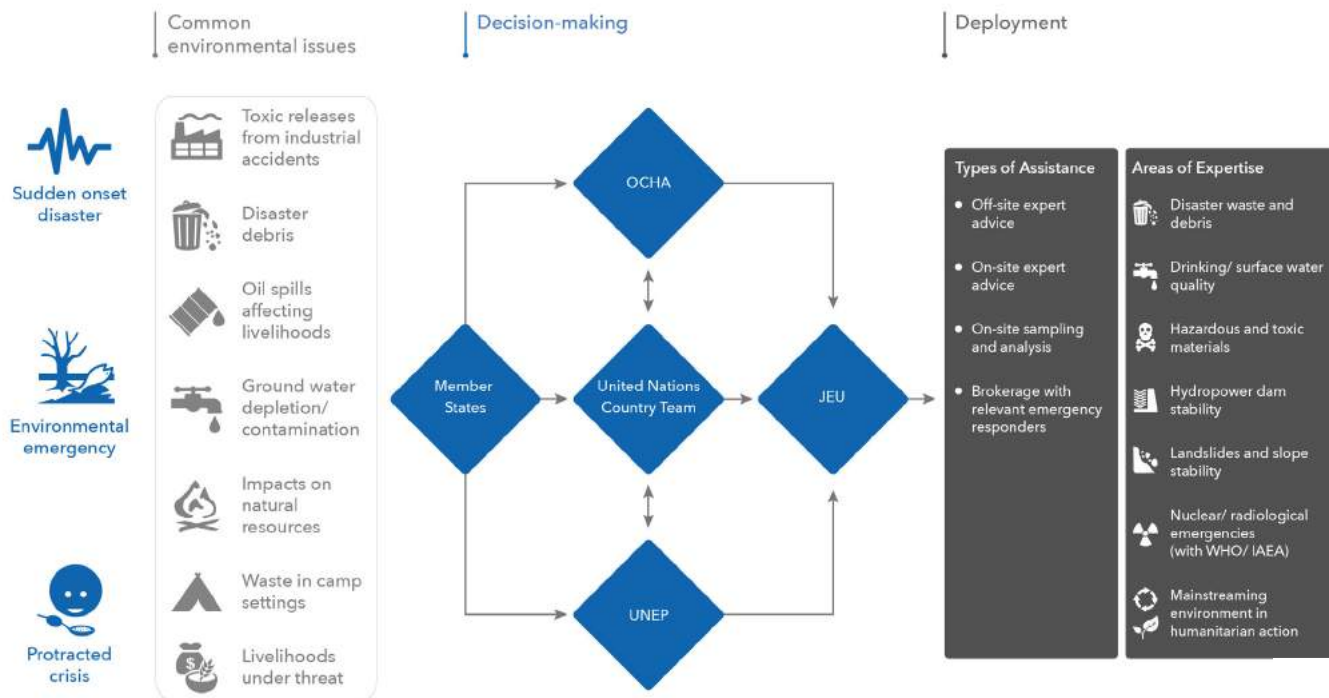 Common
environmental issues
Decision-making
Deployment
Sudden onset
disaster
Environmental
emergency
Protracted
crisis
Toxic releases
from industrial
accidents
Disaster
debris
Oil spills
affecting
livelihoods
Ground water
depletion/
contamination
Impacts on
natural
resources
Waste in camp
settings
$
Livelihoods
under threat
OCHA
Member
States
United Nations
Country Team
JEU
UNEP
Types of Assistance
• Off-site expert
advice
• On-site expert
advice
• On-site sampling
and analysis
• Brokerage with
relevant emergency
responders
Areas of Expertise
Disaster waste and
debris
Drinking/ surface water
quality
Hazardous and toxic
materials
Hydropower dam
stability
Landslides and slope
stability
Nuclear/ radiological
emergencies
(with WHO/ IAEA)
Mainstreaming
environment in
humanitarian action